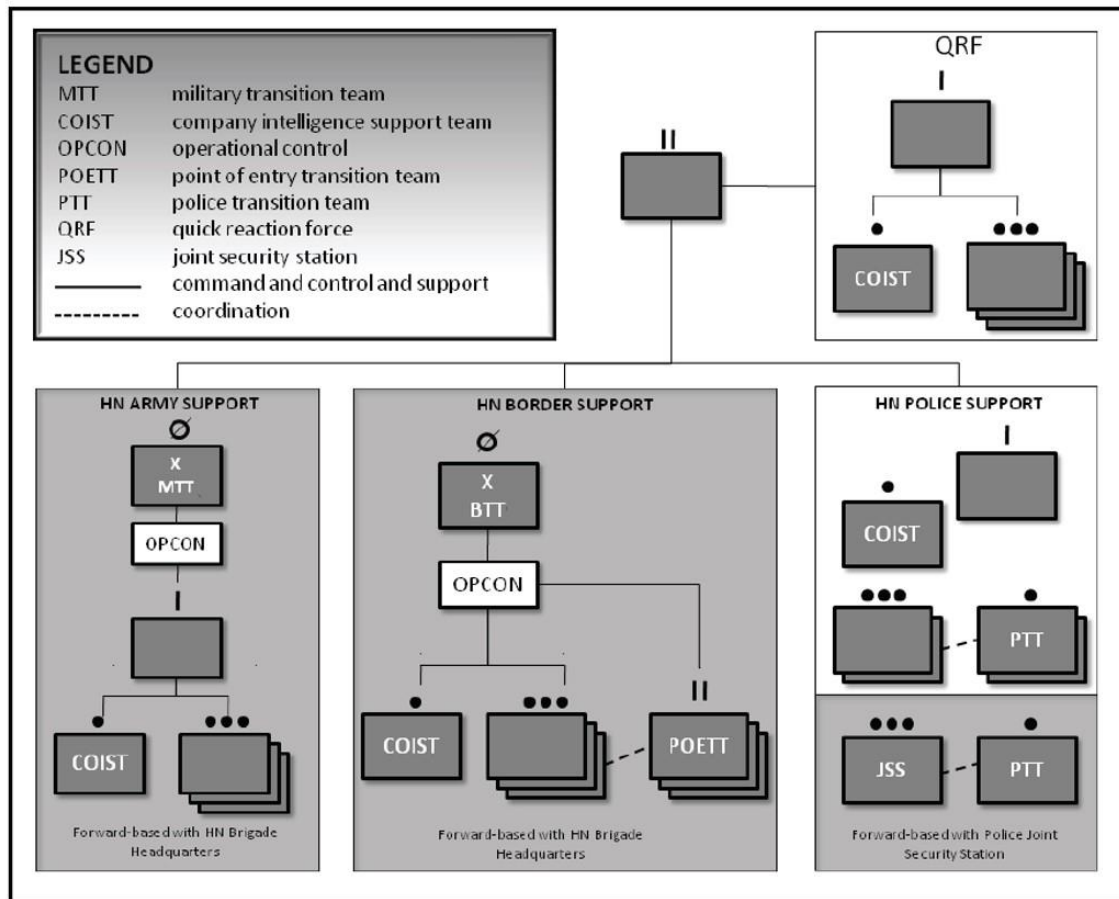 LEGEND
MTT military transition team
COIST company intelligence support team
OPCON operational control
POETT point of entry transition team
PTT police transition team
QRF quick reaction force
JSS joint security station
command and control and support
coordination
QRF
I
II
COIST
HN ARMY SUPPORT
X
MTT
OPCON
I
COIST
Forward-based with HN Brigade
Headquarters
HN BORDER SUPPORT
X
BTT
OPCON
II
COIST
POETT
Forward-based with HN Brigade
Headquarters
HN POLICE SUPPORT
I
COIST
PTT
JSS
PTT
Forward-based with Police Joint
Security Station